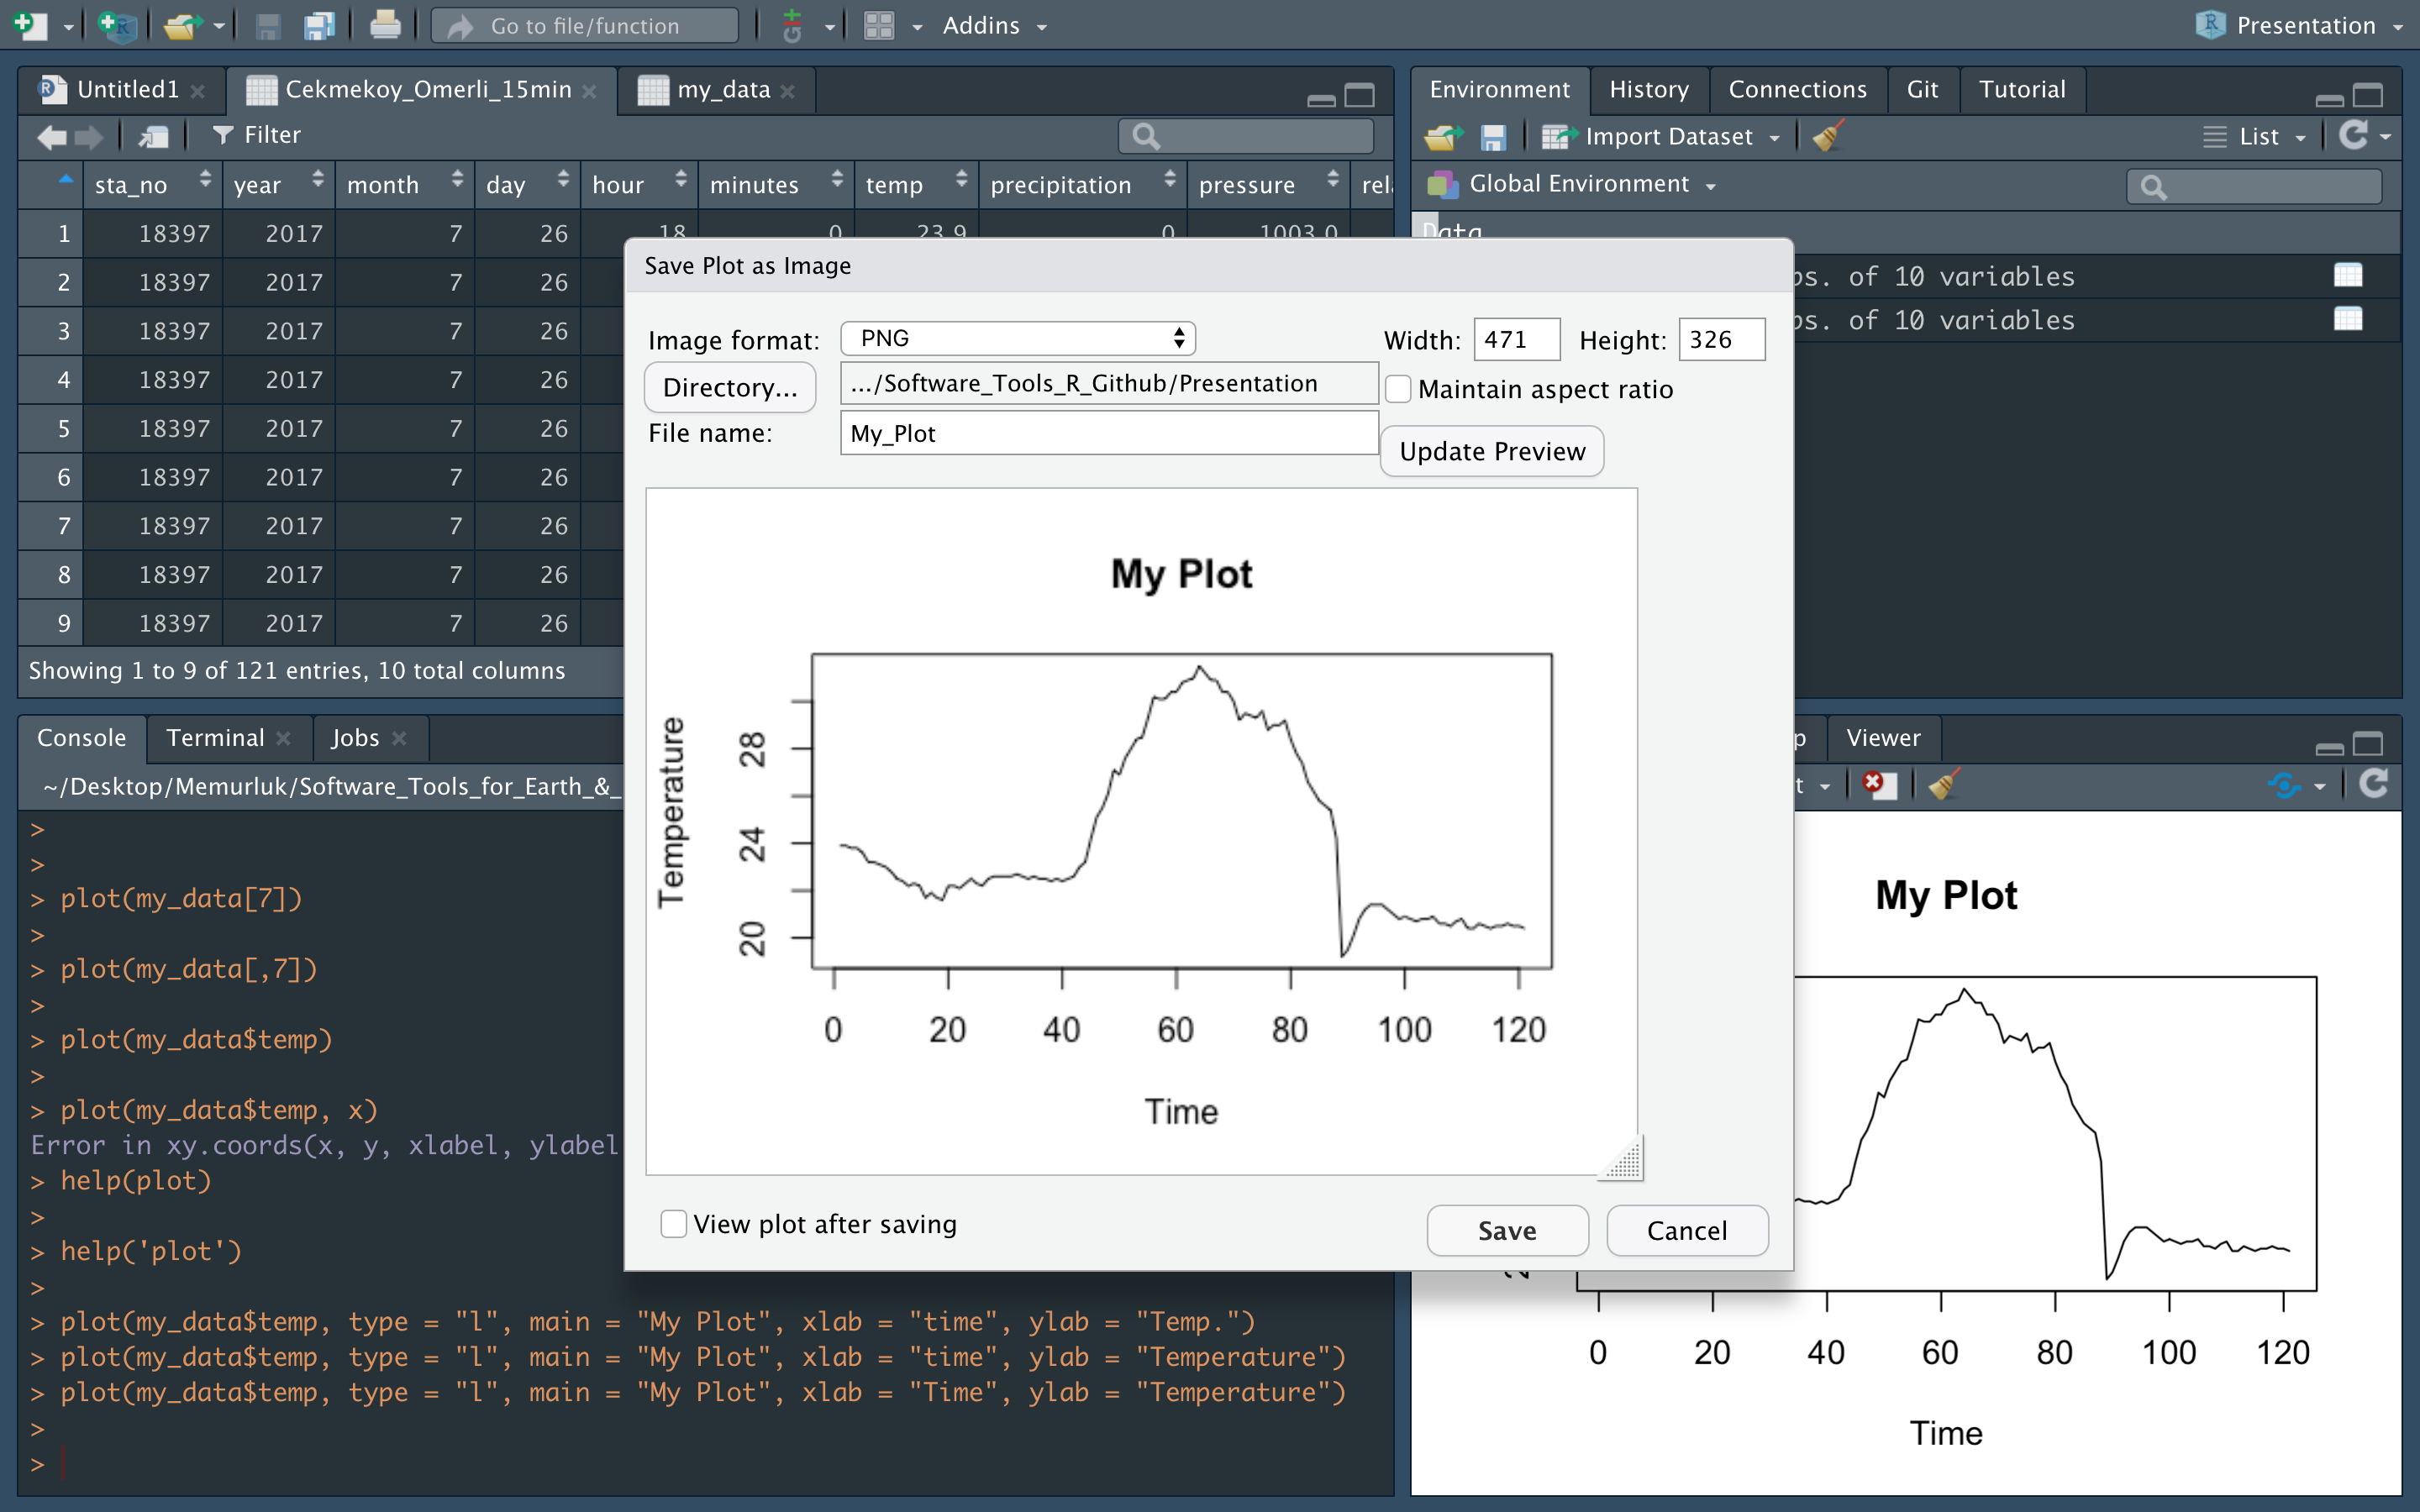 Go to file/function
Addins
Presentation
Untitled1
Cekmekoy_Omerli_15min
my_data
Filter
sta_no year month day hour minutes temp precipitation pressure
1 18397 2017 7 26 18 0 23.9 0 1003.0
2 18397 2017 7 26
3 18397 2017 7 26
4 18397 2017 7 26
5 18397 2017 7 26
6 18397 2017 7 26
7 18397 2017 7 26
8 18397 2017 7 26
9 18397 2017 7 26
Showing 1 to 9 of 121 entries, 10 total columns
Environment History Connections Git Tutorial
Import Dataset
List
Global Environment
Data
of 10 variables
of 10 variables
Save Plot as Image
Image format: PNG
Width: 471 Height: 326
Directory... .../Software_Tools_R_Github/Presentation
Maintain aspect ratio
File name: My_Plot
Update Preview
My Plot
Temperature
28
24
20
0 20 40 60 80 100 120
Time
View plot after saving
Save
Cancel
Console Terminal Jobs
~/Desktop/Memurluk/Software_Tools_for_Earth_&_
>
>
> plot(my_data[7])
>
> plot(my_data[,7])
>
> plot(my_data$temp)
>
> plot(my_data$temp, x)
Error in xy.coords(x, y, xlabel, ylabel
> help(plot)
>
> help('plot')
>
> plot(my_data$temp, type = "l", main = "My Plot", xlab = "time", ylab = "Temp.")
> plot(my_data$temp, type = "l", main = "My Plot", xlab = "time", ylab = "Temperature")
> plot(my_data$temp, type = "l", main = "My Plot", xlab = "Time", ylab = "Temperature")
>
>
Viewer
My Plot
0 20 40 60 80 100 120
Time